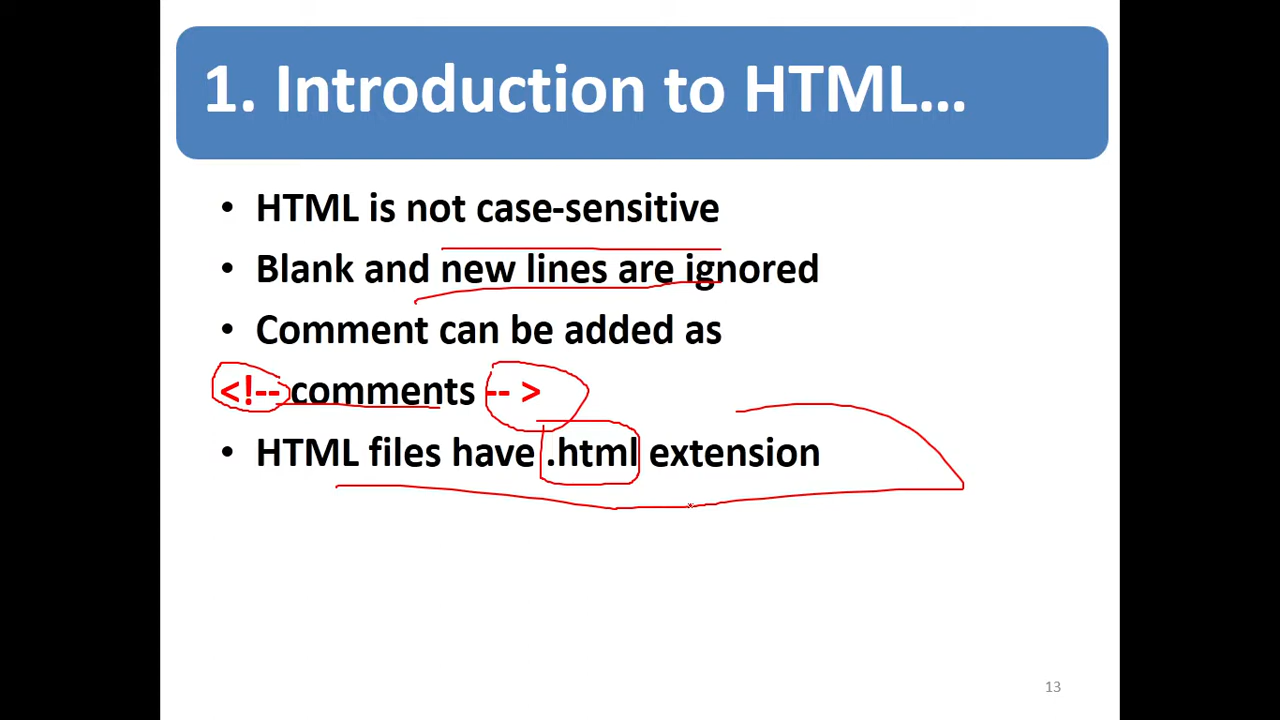 1. Introduction to HTML...
• HTML is not case-sensitive
• Blank and new lines are ignored
• Comment can be added as
<!-- comments -- >
• HTML files have .html extension
13